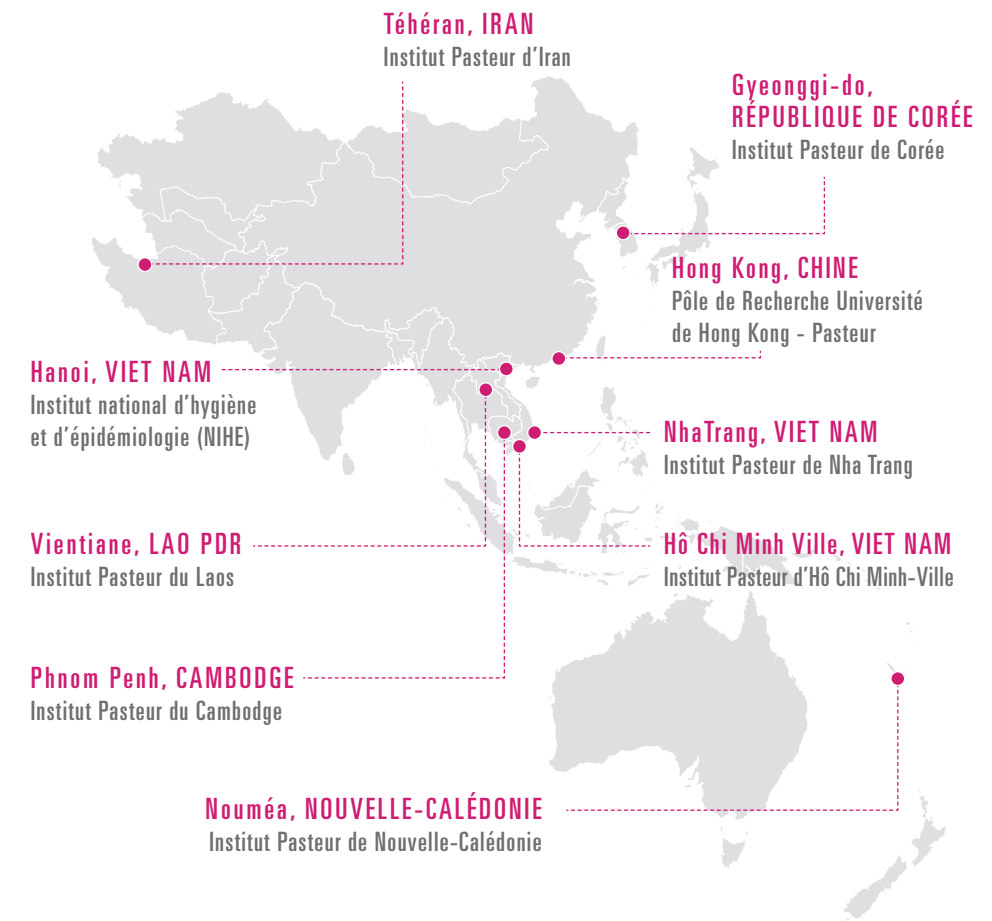 Téhéran, IRAN
Institut Pasteur d'Iran
Gyeonggi-do,
RÉPUBLIQUE DE CORÉE
Institut Pasteur de Corée
Hong Kong, CHINE
Pôle de Recherche Université
de Hong Kong - Pasteur
Hanoi, VIET NAM
Institut national d'hygiène
et d'épidémiologie (NIHE)
NhaTrang, VIET NAM
Institut Pasteur de Nha Trang
Vientiane, LAO PDR
Institut Pasteur du Laos
Hô Chi Minh Ville, VIET NAM
Institut Pasteur d'Hô Chi Minh-Ville
Phnom Penh, CAMBODGE
Institut Pasteur du Cambodge
Nouméa, NOUVELLE-CALÉDONIE
Institut Pasteur de Nouvelle-Calédonie